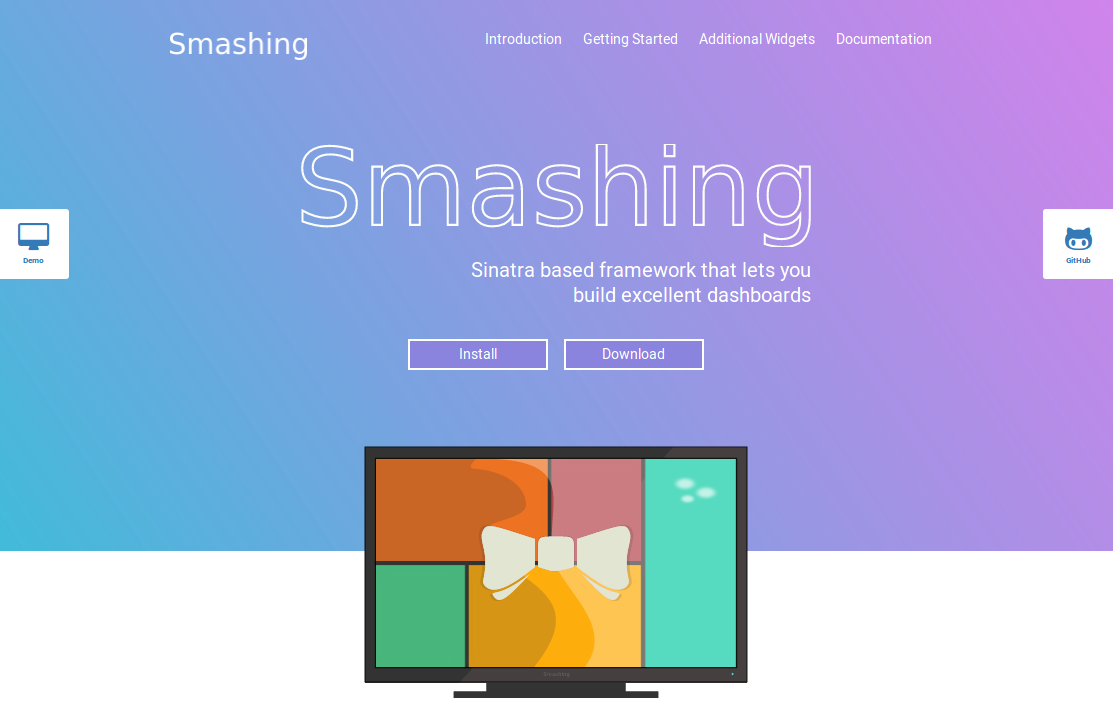 Smashing
Introduction Getting Started Additional Widgets Documentation
Smashing
Demo
GitHub
Sinatra based framework that lets you
build excellent dashboards
Install Download
Smashing